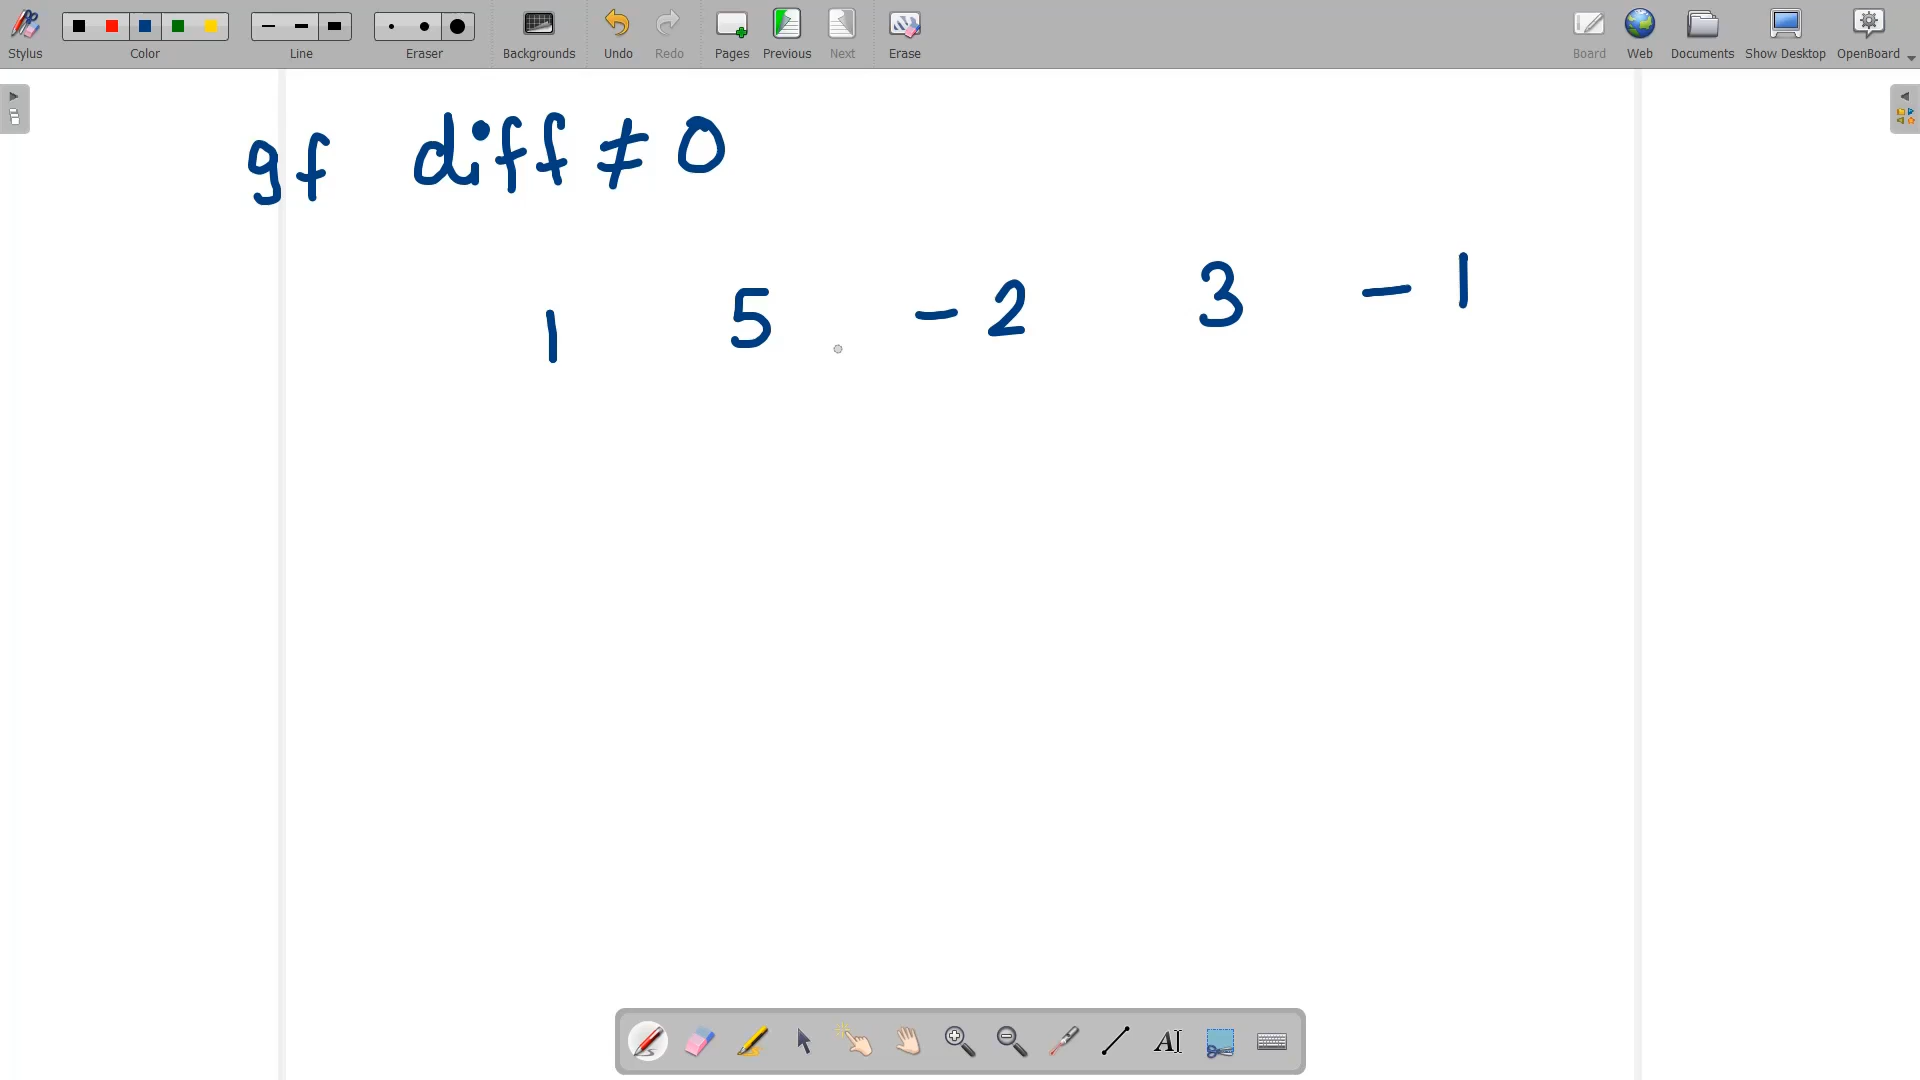 Stylus Color Line Eraser Backgrounds Undo Redo Pages Previous Next Erase Board Web Documents Show Desktop OpenBoard
gf diff ≠ 0
1 5 - 2 3 - 1